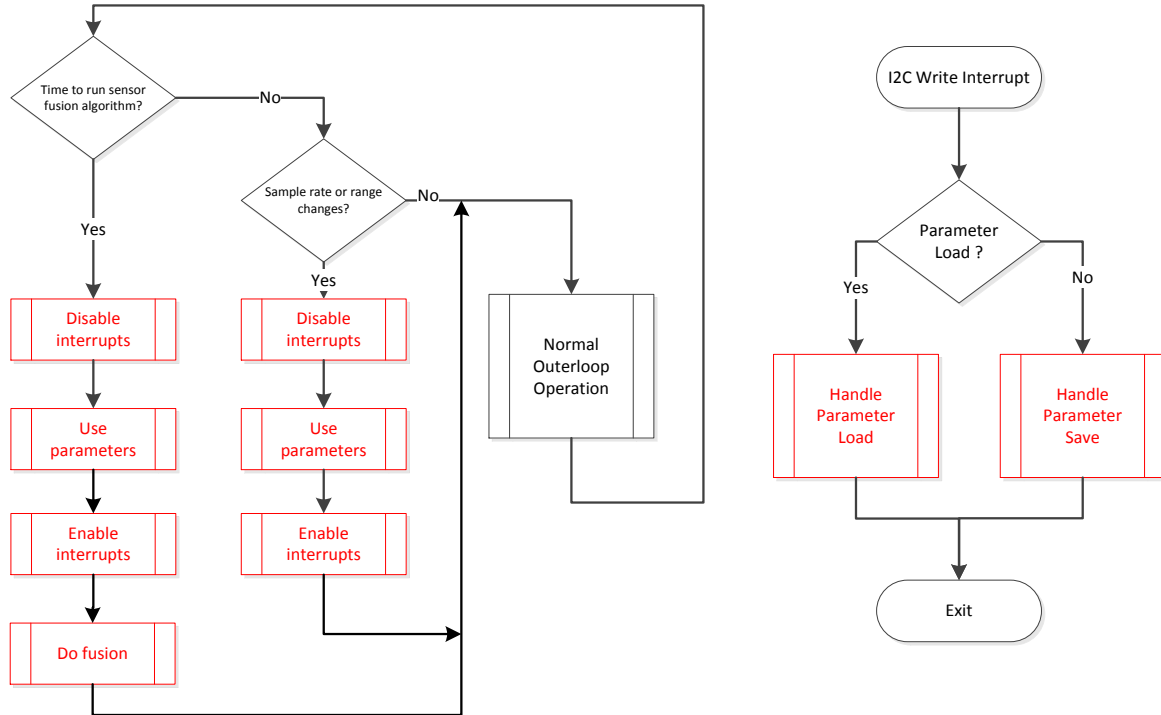 Time to run sensor
fusion algorithm?
No
Sample rate or range
changes?
No
Yes
Yes
Disable
interrupts
Disable
interrupts
Use
parameters
Use
parameters
Enable
interrupts
Enable
interrupts
Do fusion
Normal
Outerloop
Operation
I2C Write Interrupt
Parameter
Load ?
Yes
No
Handle
Parameter
Load
Handle
Parameter
Save
Exit